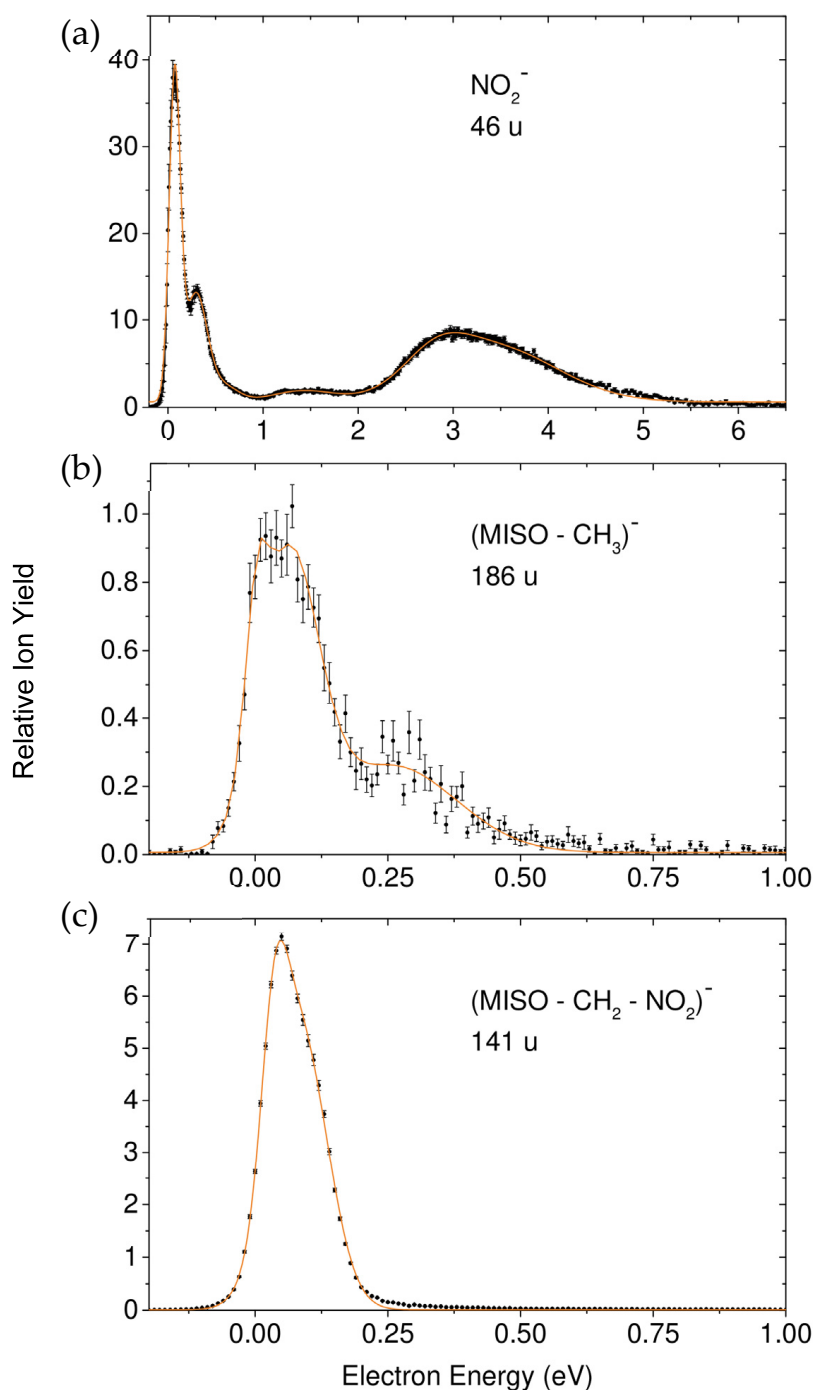 (a)
40
30
20
10
0
NO₂⁻
46 u
0 1 2 3 4 5 6
(b)
1.0
0.8
0.6
0.4
0.2
0.0
(MISO - CH₃)⁻
186 u
0.00 0.25 0.50 0.75 1.00
Relative Ion Yield
(c)
7
6
5
4
3
2
1
0
(MISO - CH₂ - NO₂)⁻
141 u
0.00 0.25 0.50 0.75 1.00
Electron Energy (eV)